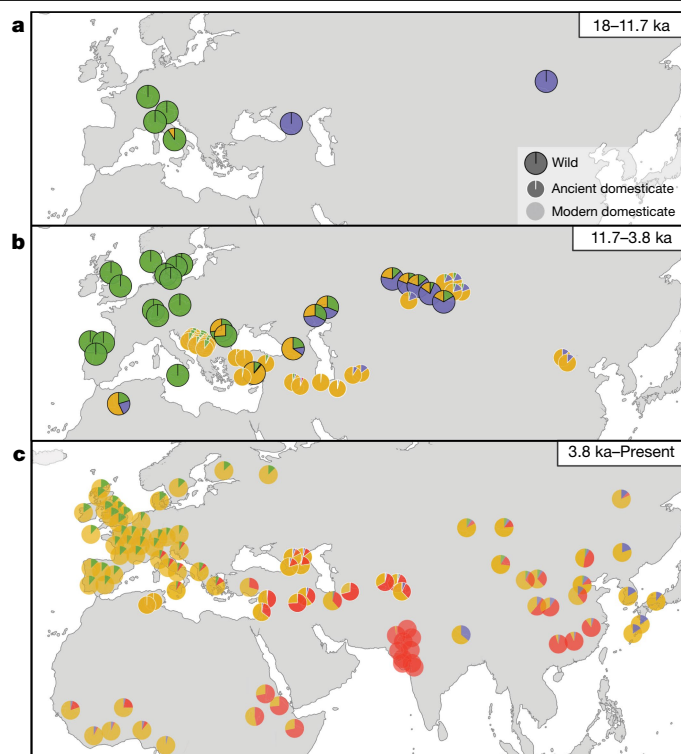 a
18–11.7 ka
Wild
Ancient domesticate
Modern domesticate
b
11.7–3.8 ka
c
3.8 ka–Present